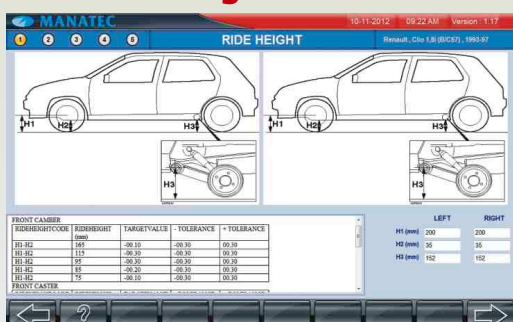 MANATEC
10-11-2012 09:22 AM Version : 1.17
1 2 3 4 5
RIDE HEIGHT
Renault , Clio 1,8i (B/C57) , 1993-97
H1 H2 H3
H3
H1 H2 H3
H3
FRONT CAMBER
RIDEHEIGHTCODE RIDEHEIGHT (mm) TARGETVALUE - TOLERANCE + TOLERANCE
H1-H2 165 -00.10 -00.30 00.30
H1-H2 115 -00.30 -00.30 00.30
H1-H2 95 -00.30 -00.30 00.30
H1-H2 85 -00.20 -00.30 00.30
H1-H2 75 -00.10 -00.30 00.30
FRONT CASTER
LEFT RIGHT
H1 (mm) 200 200
H2 (mm) 35 35
H3 (mm) 152 152
?